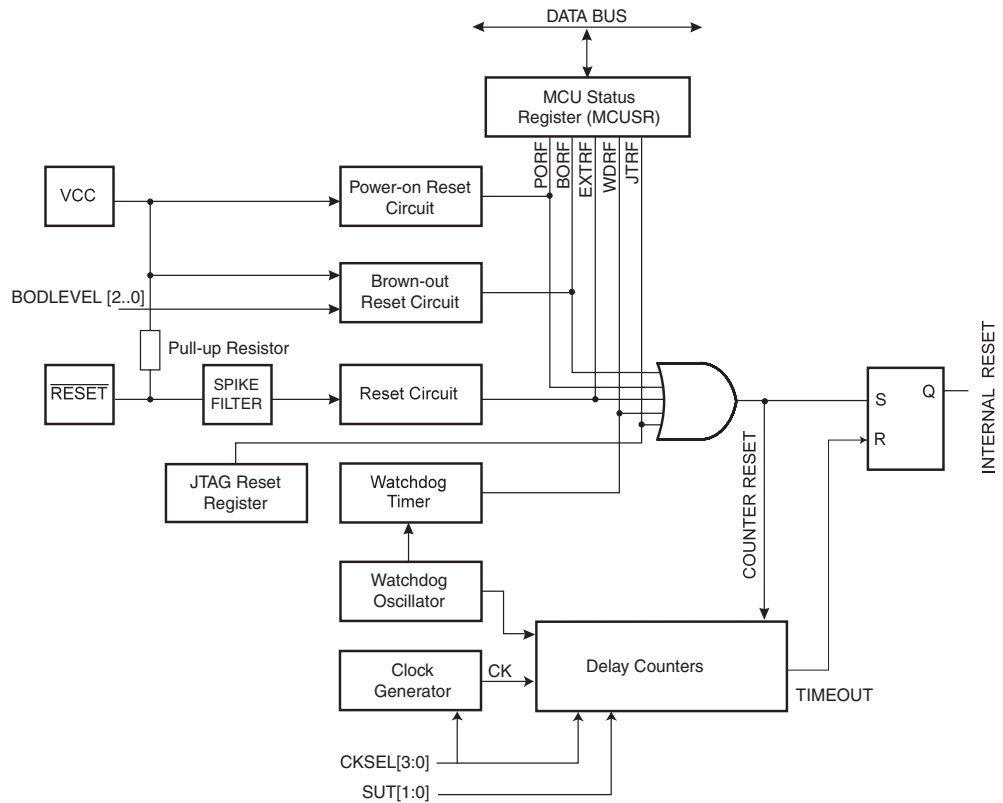 DATA BUS
MCU Status
Register (MCUSR)
PORF
BORF
EXTRF
WDRF
JTRF
VCC
Power-on Reset
Circuit
Brown-out
Reset Circuit
BODLEVEL [2..0]
Pull-up Resistor
RESET
SPIKE
FILTER
Reset Circuit
S
Q
R
INTERNAL RESET
JTAG Reset
Register
Watchdog
Timer
COUNTER RESET
Watchdog
Oscillator
Clock
Generator
CK
Delay Counters
TIMEOUT
CKSEL[3:0]
SUT[1:0]